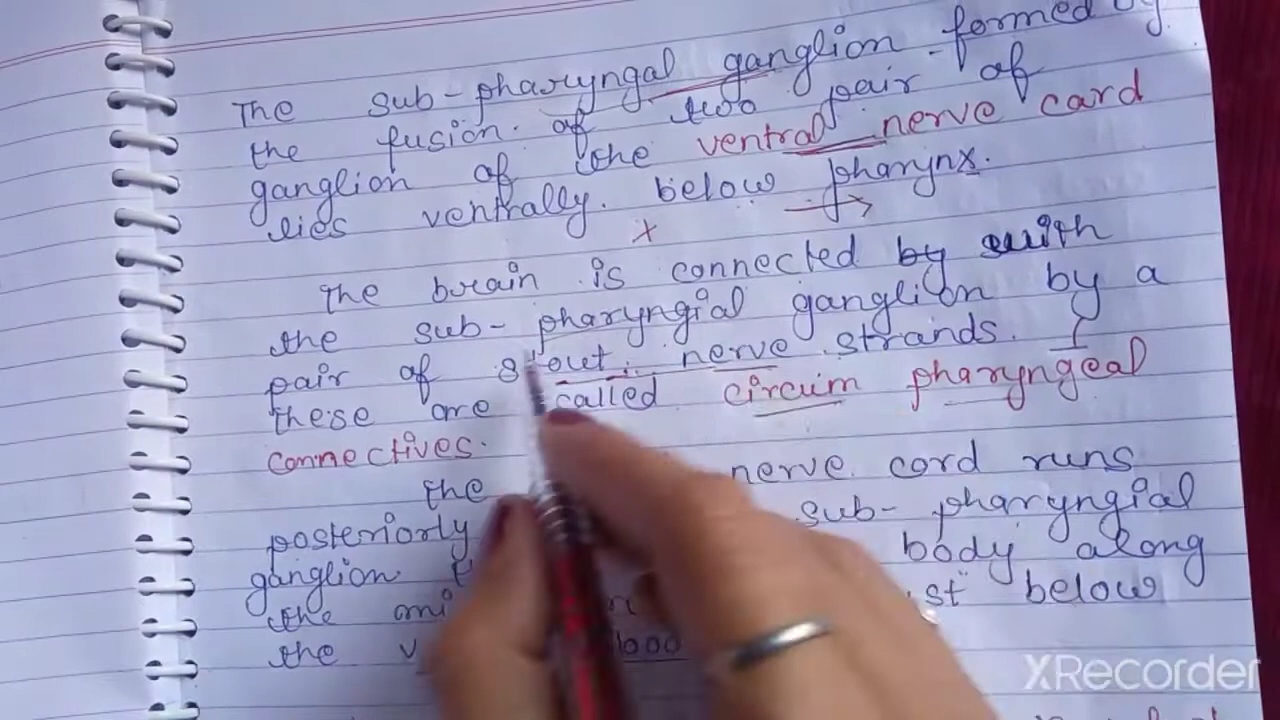 The sub-pharyngal ganglion formed by
the fusion of two pair of
ganglion of the ventral nerve card
lies ventrally. below pharynx.
x
The brain is connected by with
the sub-pharyngial ganglion by a
pair of stout nerve strands.
these are called circum pharyngeal
connectives.
the nerve cord runs
posteriorly sub-pharyngial
ganglion body along
the below
the
XRecorder